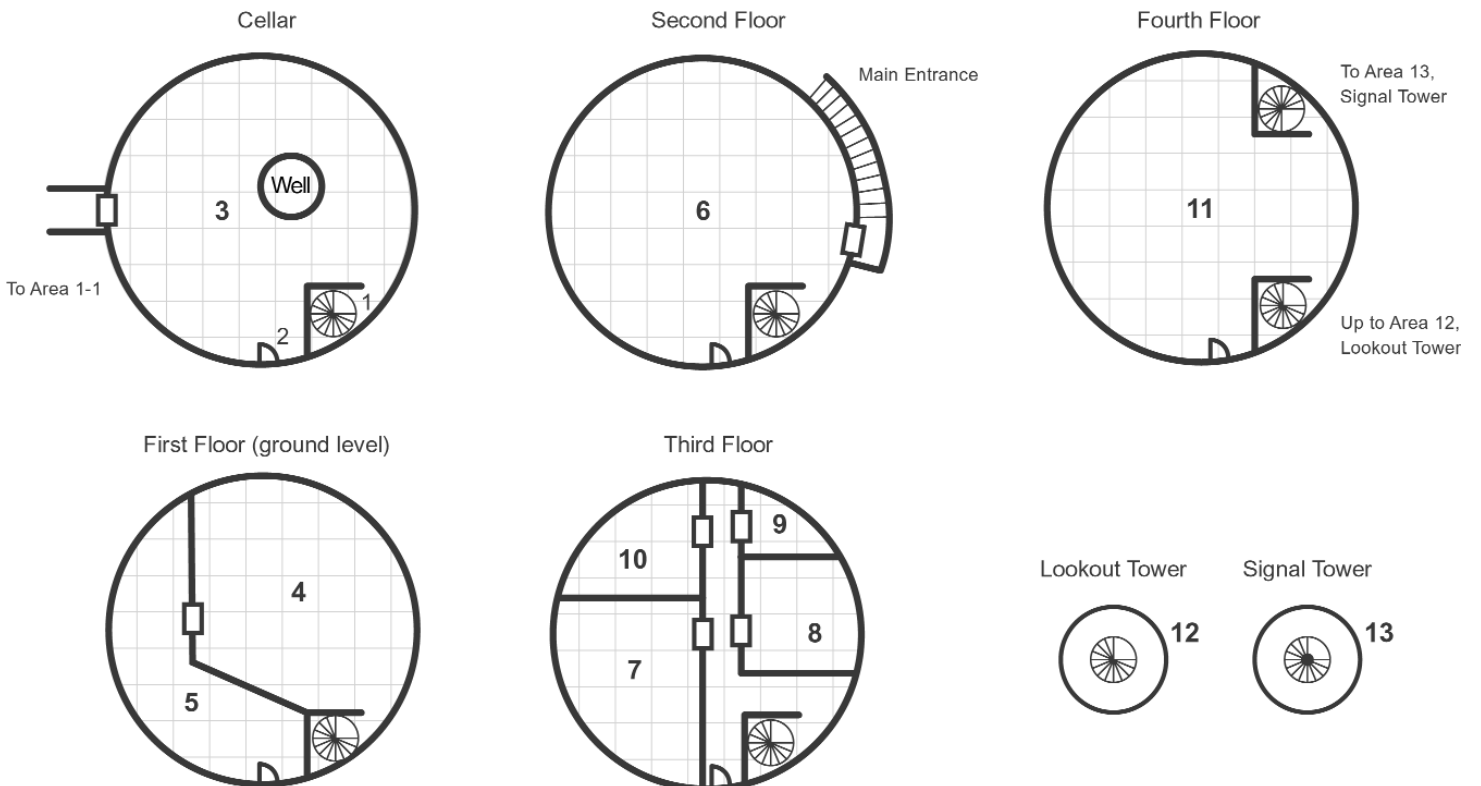 Cellar
Second Floor
Fourth Floor
Main Entrance
To Area 13,
Signal Tower
Well
3
6
11
To Area 1-1
1
2
Up to Area 12,
Lookout Tower
First Floor (ground level)
Third Floor
4
5
10
9
8
7
Lookout Tower
Signal Tower
12
13